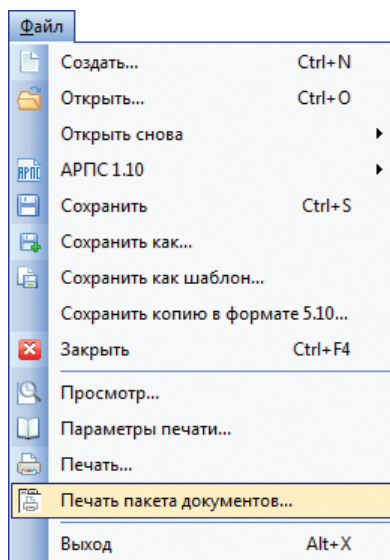 Файл
Создать... Ctrl+N
Открыть... Ctrl+O
Открыть снова
АРПС АРПС 1.10
Сохранить Ctrl+S
Сохранить как...
Сохранить как шаблон...
Сохранить копию в формате 5.10...
Закрыть Ctrl+F4
Просмотр...
Параметры печати...
Печать...
Печать пакета документов...
Выход Alt+X